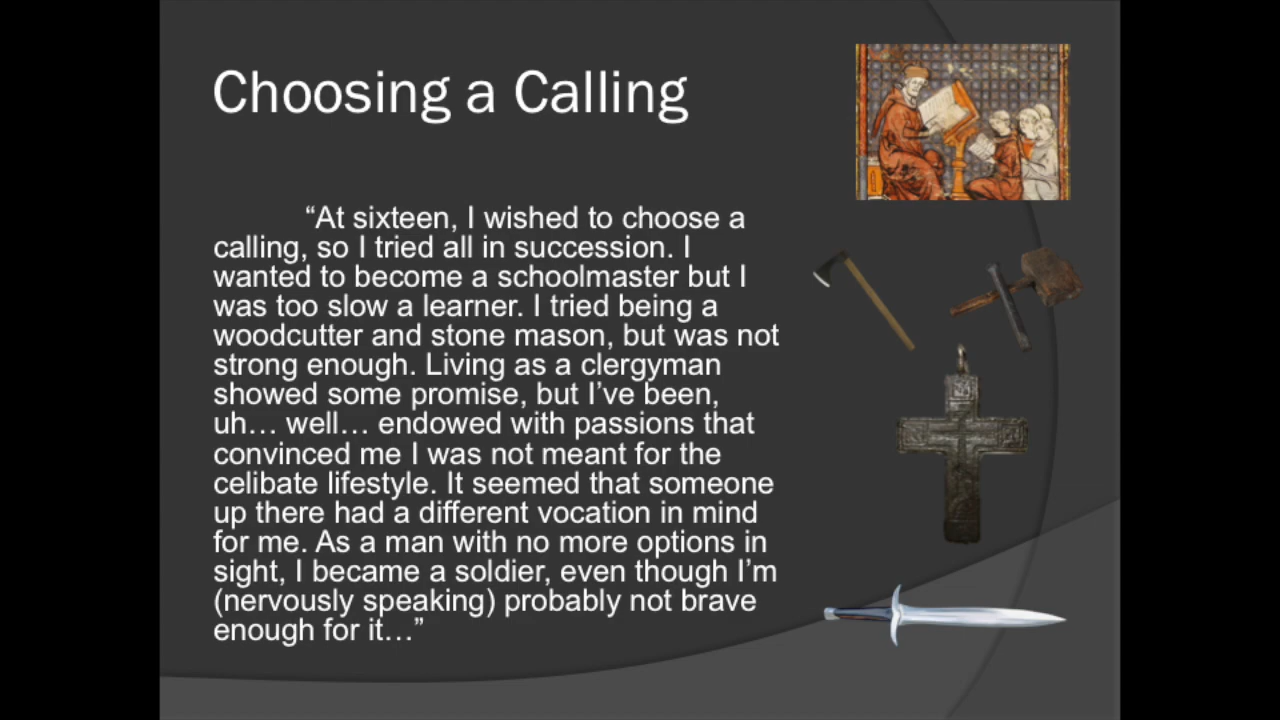 Choosing a Calling
“At sixteen, I wished to choose a
calling, so I tried all in succession. I
wanted to become a schoolmaster but I
was too slow a learner. I tried being a
woodcutter and stone mason, but was not
strong enough. Living as a clergyman
showed some promise, but I’ve been,
uh… well… endowed with passions that
convinced me I was not meant for the
celibate lifestyle. It seemed that someone
up there had a different vocation in mind
for me. As a man with no more options in
sight, I became a soldier, even though I’m
(nervously speaking) probably not brave
enough for it…”